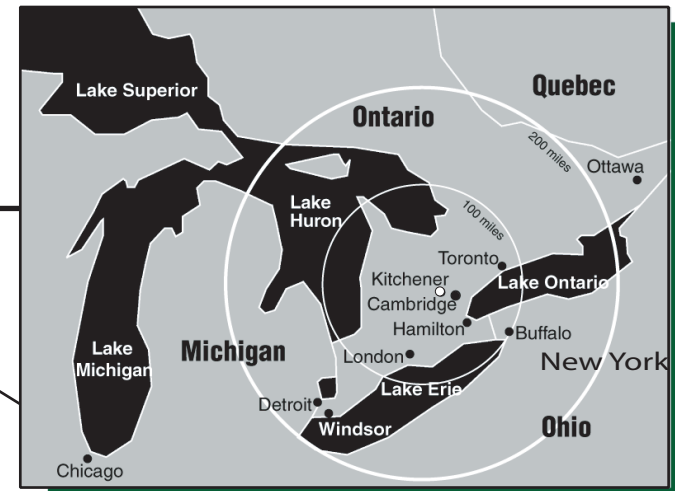 Lake Superior
Quebec
Ontario
200 miles
Ottawa
Lake
Huron
100 miles
Toronto
Kitchener
Lake Ontario
Cambridge
Hamilton
Buffalo
Lake
Michigan
Michigan
London
New York
Lake Erie
Detroit
Windsor
Ohio
Chicago